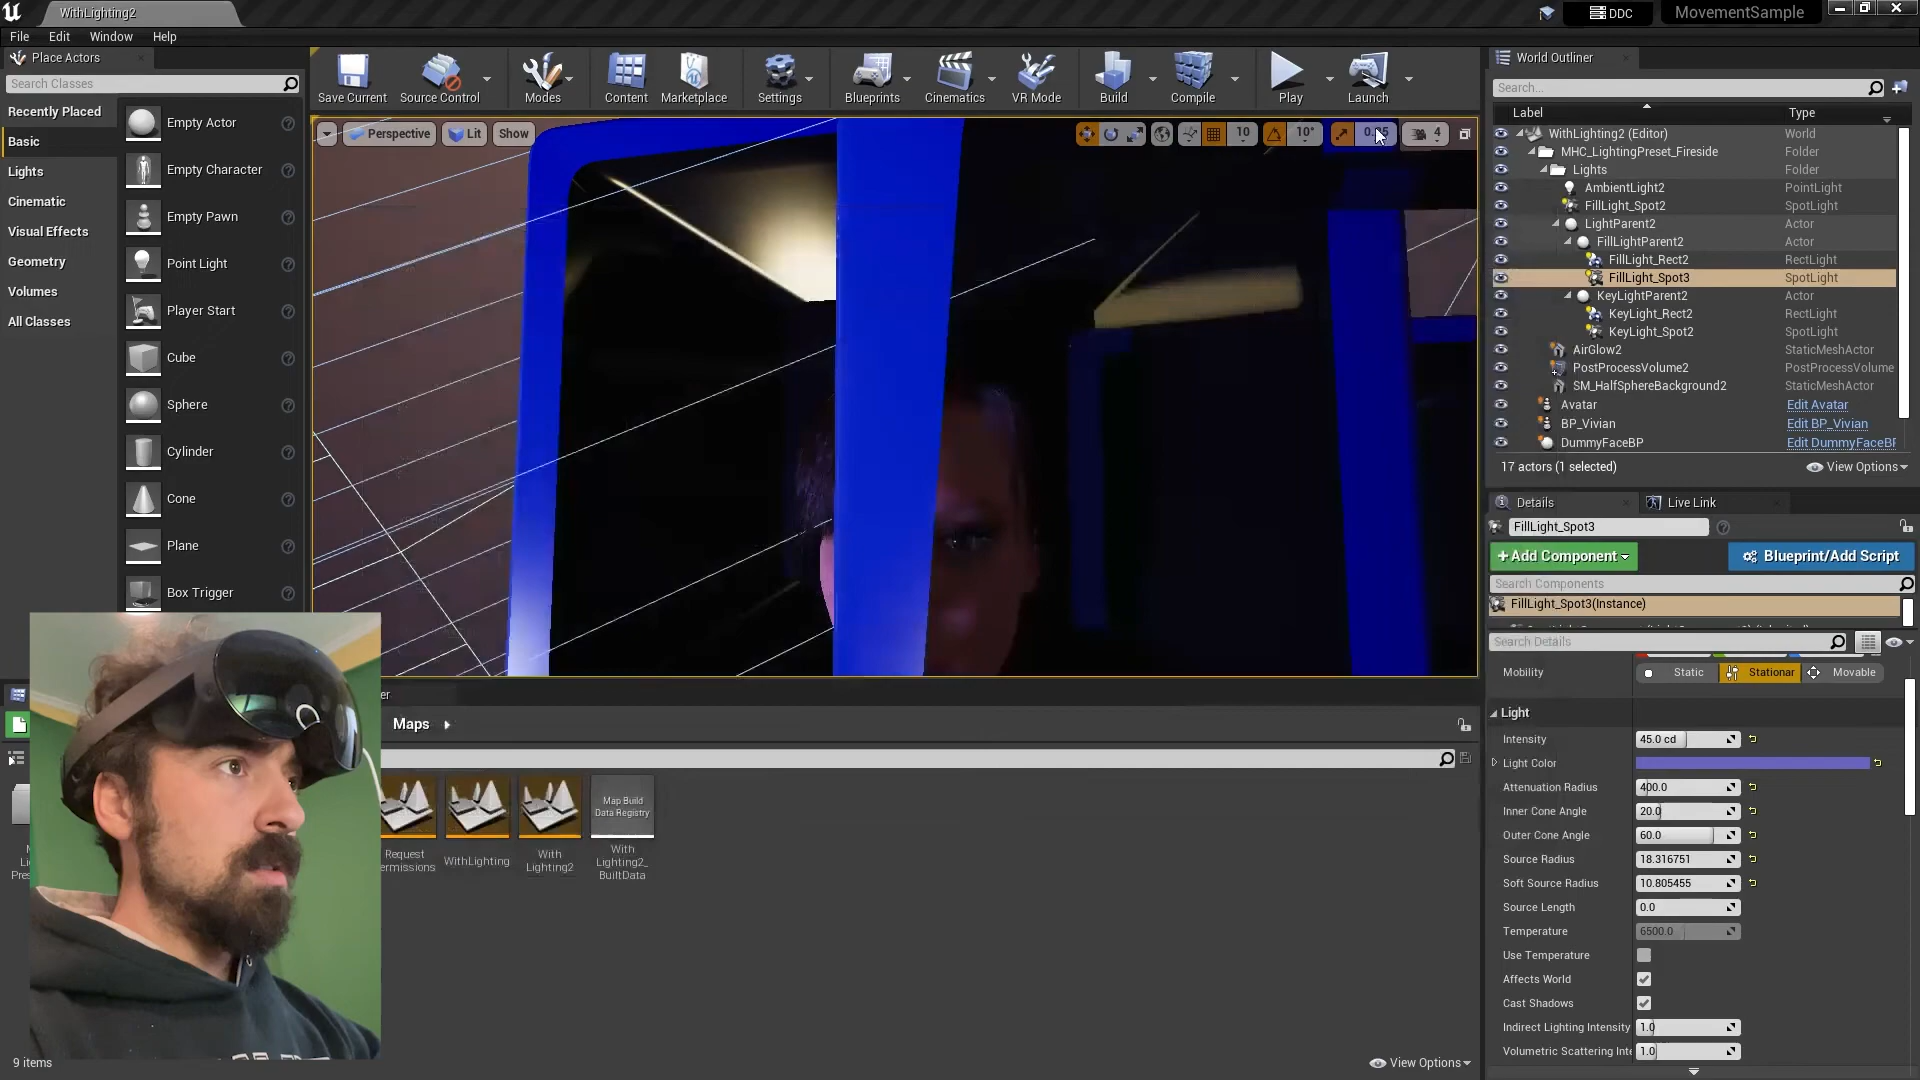 WithLighting2
DDC
MovementSample
File Edit Window Help
Place Actors
Search Classes
Recently Placed
Basic
Lights
Cinematic
Visual Effects
Geometry
Volumes
All Classes
Empty Actor
Empty Character
Empty Pawn
Point Light
Player Start
Cube
Sphere
Cylinder
Cone
Plane
Box Trigger
Save Current
Source Control
Modes
Content
Marketplace
Settings
Blueprints
Cinematics
VR Mode
Build
Compile
Play
Launch
Perspective
Lit
Show
10
10°
4
World Outliner
Search...
Label Type
WithLighting2 (Editor) World
MHC_LightingPreset_Fireside Folder
Lights Folder
AmbientLight2 PointLight
FillLight_Spot2 SpotLight
LightParent2 Actor
FillLightParent2 Actor
FillLight_Rect2 RectLight
FillLight_Spot3 SpotLight
KeyLightParent2 Actor
KeyLight_Rect2 RectLight
KeyLight_Spot2 SpotLight
AirGlow2 StaticMeshActor
PostProcessVolume2 PostProcessVolume
SM_HalfSphereBackground2 StaticMeshActor
Avatar Edit Avatar
BP_Vivian Edit BP_Vivian
DummyFaceBP Edit DummyFaceBP
17 actors (1 selected)
View Options
Details
Live Link
FillLight_Spot3
+Add Component
Blueprint/Add Script
Search Components
FillLight_Spot3(Instance)
Search Details
Mobility Static Stationar Movable
Light
Intensity 45.0 cd
Light Color
Attenuation Radius 400.0
Inner Cone Angle 20.0
Outer Cone Angle 60.0
Source Radius 18.316751
Soft Source Radius 10.805455
Source Length 0.0
Temperature 6500.0
Use Temperature
Affects World
Cast Shadows
Indirect Lighting Intensity 1.0
Volumetric Scattering Inte 1.0
er
Maps
Request
ermissions
WithLighting
With
Lighting2
Map Build
Data Registry
With
Lighting2_
BuiltData
9 items
View Options